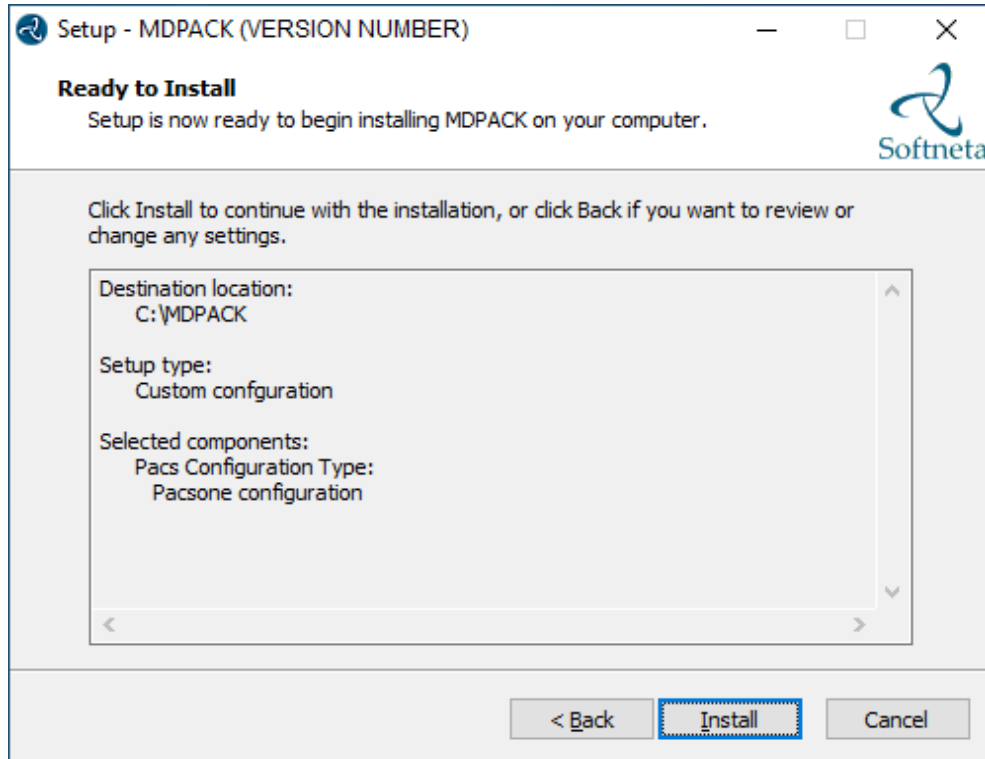 Setup - MDPACK (VERSION NUMBER)
Ready to Install
Setup is now ready to begin installing MDPACK on your computer.
Softneta
Click Install to continue with the installation, or click Back if you want to review or
change any settings.
Destination location:
C:\MDPACK
Setup type:
Custom confguration
Selected components:
Pacs Configuration Type:
Pacsone configuration
< Back
Install
Cancel